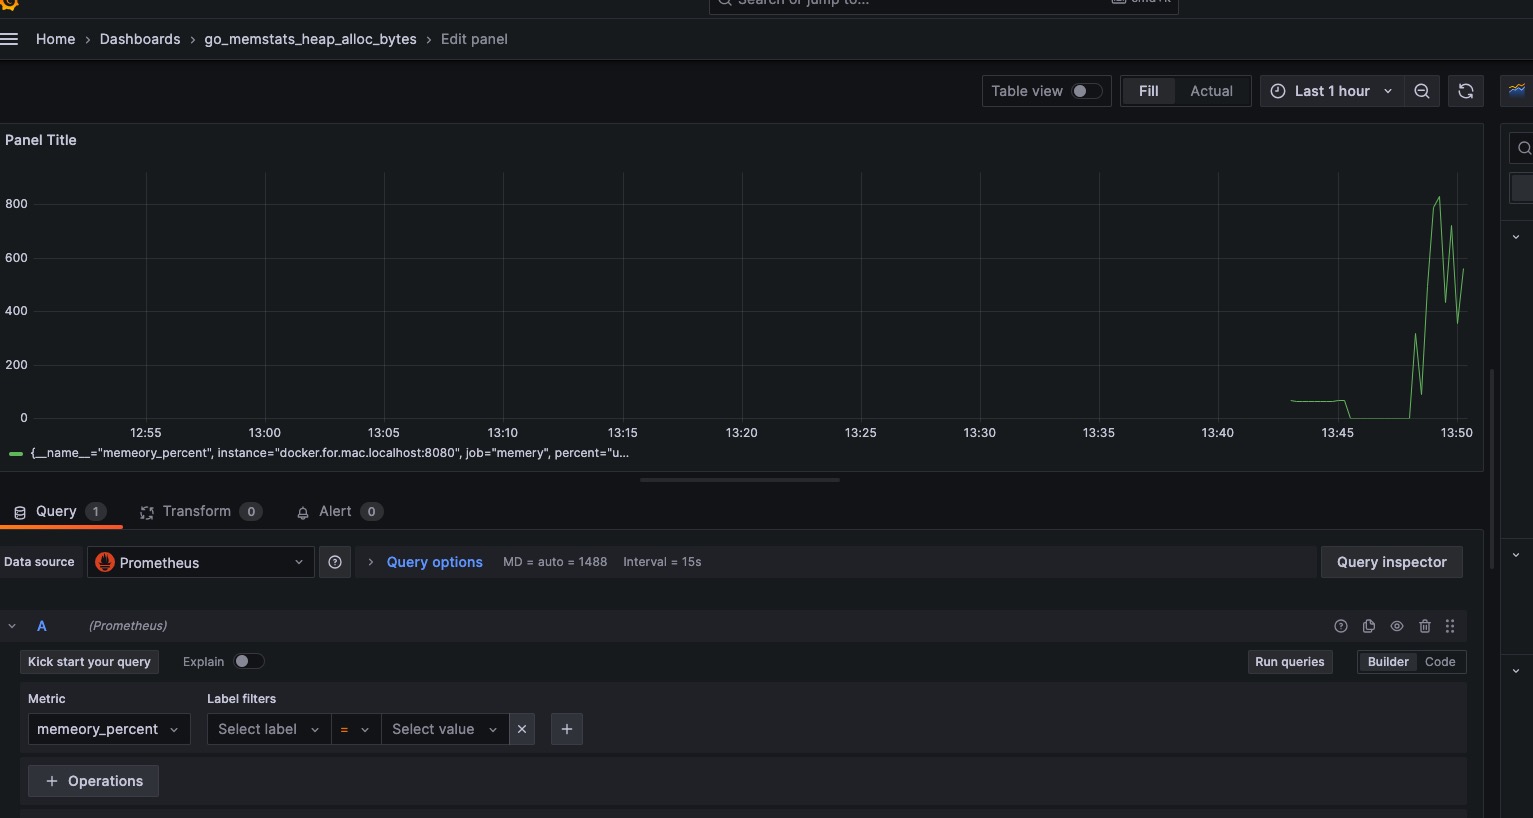 Search or jump to...
Home › Dashboards › go_memstats_heap_alloc_bytes › Edit panel
Table view Fill Actual Last 1 hour
Panel Title
800
600
400
200
0
12:55 13:00 13:05 13:10 13:15 13:20 13:25 13:30 13:35 13:40 13:45 13:50
{__name__="memeory_percent", instance="docker.for.mac.localhost:8080", job="memery", percent="u...
Query 1 Transform 0 Alert 0
Data source Prometheus Query options MD = auto = 1488 Interval = 15s Query inspector
A (Prometheus)
Kick start your query Explain Run queries Builder Code
Metric Label filters
memeory_percent Select label = Select value
+ Operations